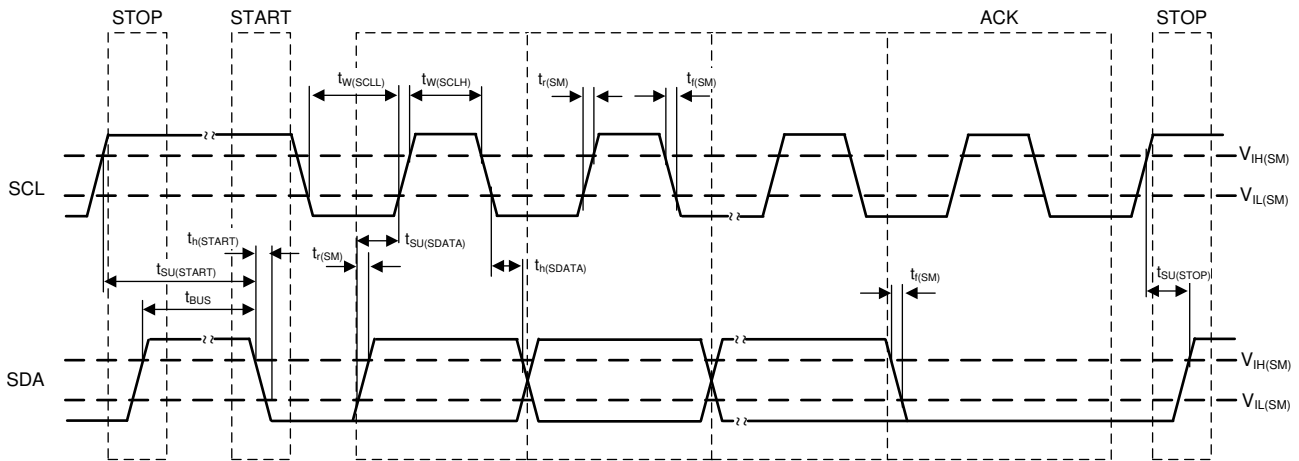 STOP START ACK STOP
tW(SCLL) tW(SCLH) tr(SM) tf(SM)
VIH(SM)
SCL
VIL(SM)
th(START) tr(SM) tSU(SDATA)
th(SDATA)
tSU(START) tf(SM) tSU(STOP)
tBUS
VIH(SM)
SDA
VIL(SM)